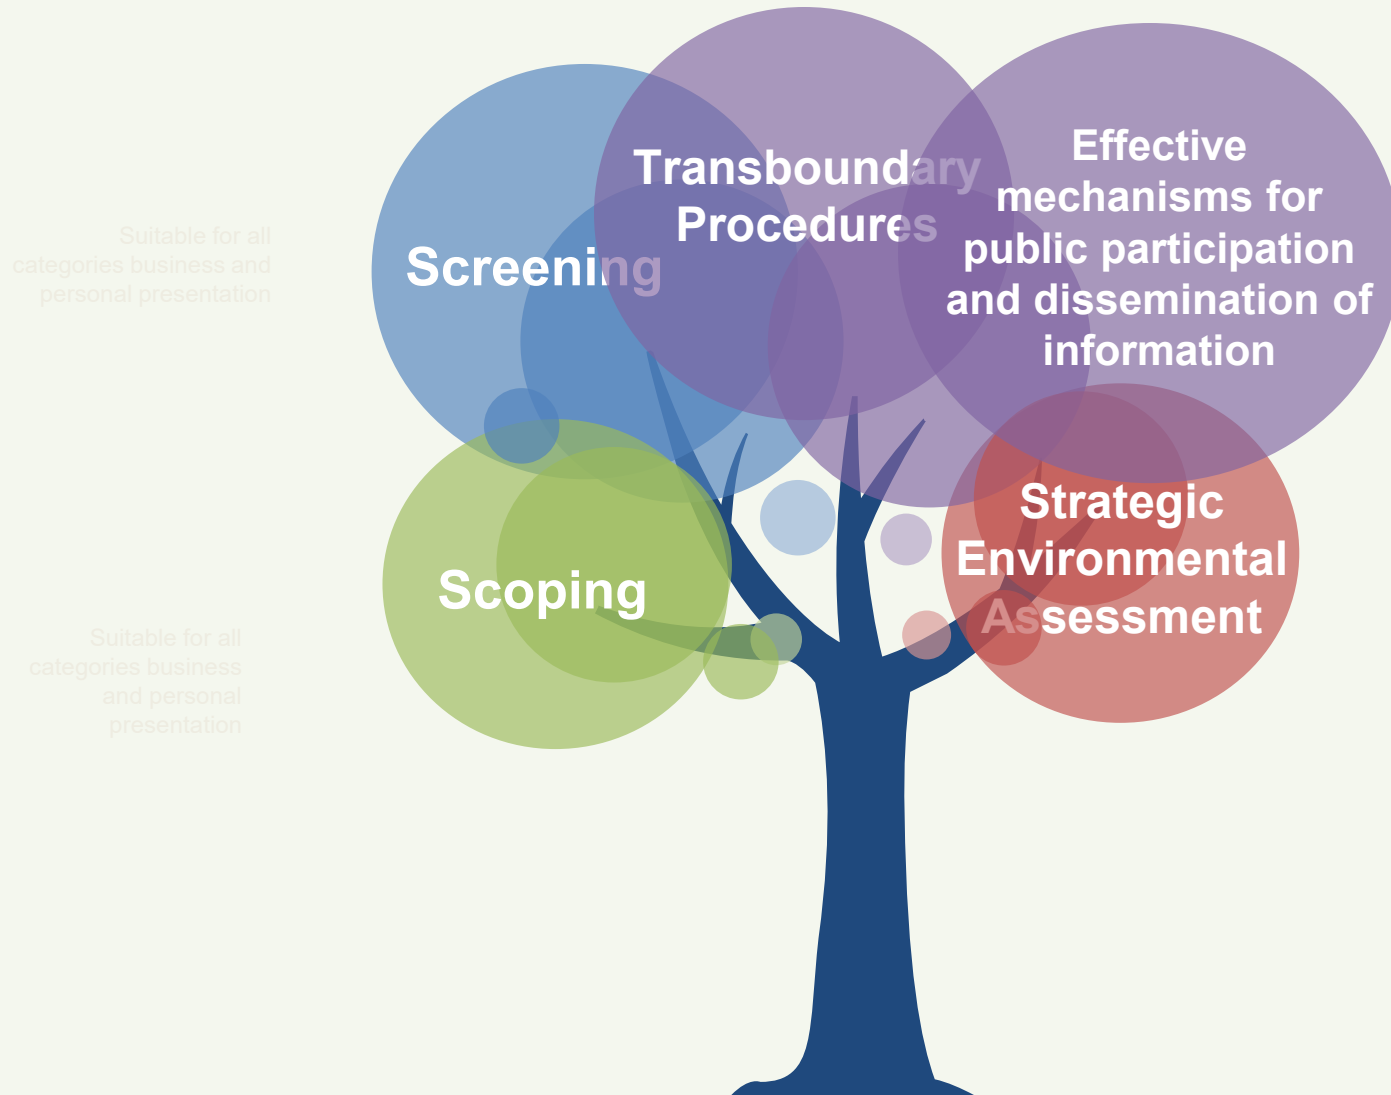 Suitable for all
categories business and
personal presentation
Suitable for all
categories business
and personal
presentation
Screening
Transboundary
Procedures
Effective
mechanisms for
public participation
and dissemination of
information
Scoping
Strategic
Environmental
Assessment